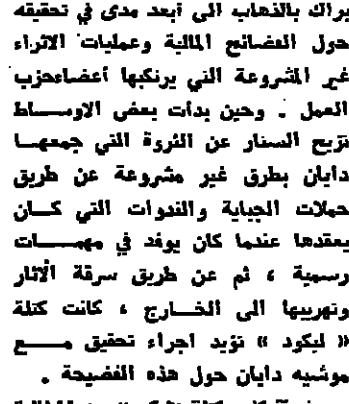 براك بالذهاب الى أبعد مدى في تحقيقه
حول الفضائح المالية وعمليات الاثراء
غير المشروعة التي يرتكبها أعضاءحزب
العمل . وحين بدأت بعض الاوساط
تزيح الستار عن الثروة التي جمعها
دايان بطرق غير مشروعة عن طريق
حملات الجباية والندوات التي كان
يعقدها عندما كان يوفد في مهمات
رسمية ، ثم عن طريق سرقة الآثار
وتهريبها الى الخارج ، كانت كتلة
« ليكود » تؤيد اجراء تحقيق مع
موشيه دايان حول هذه الفضيحة .